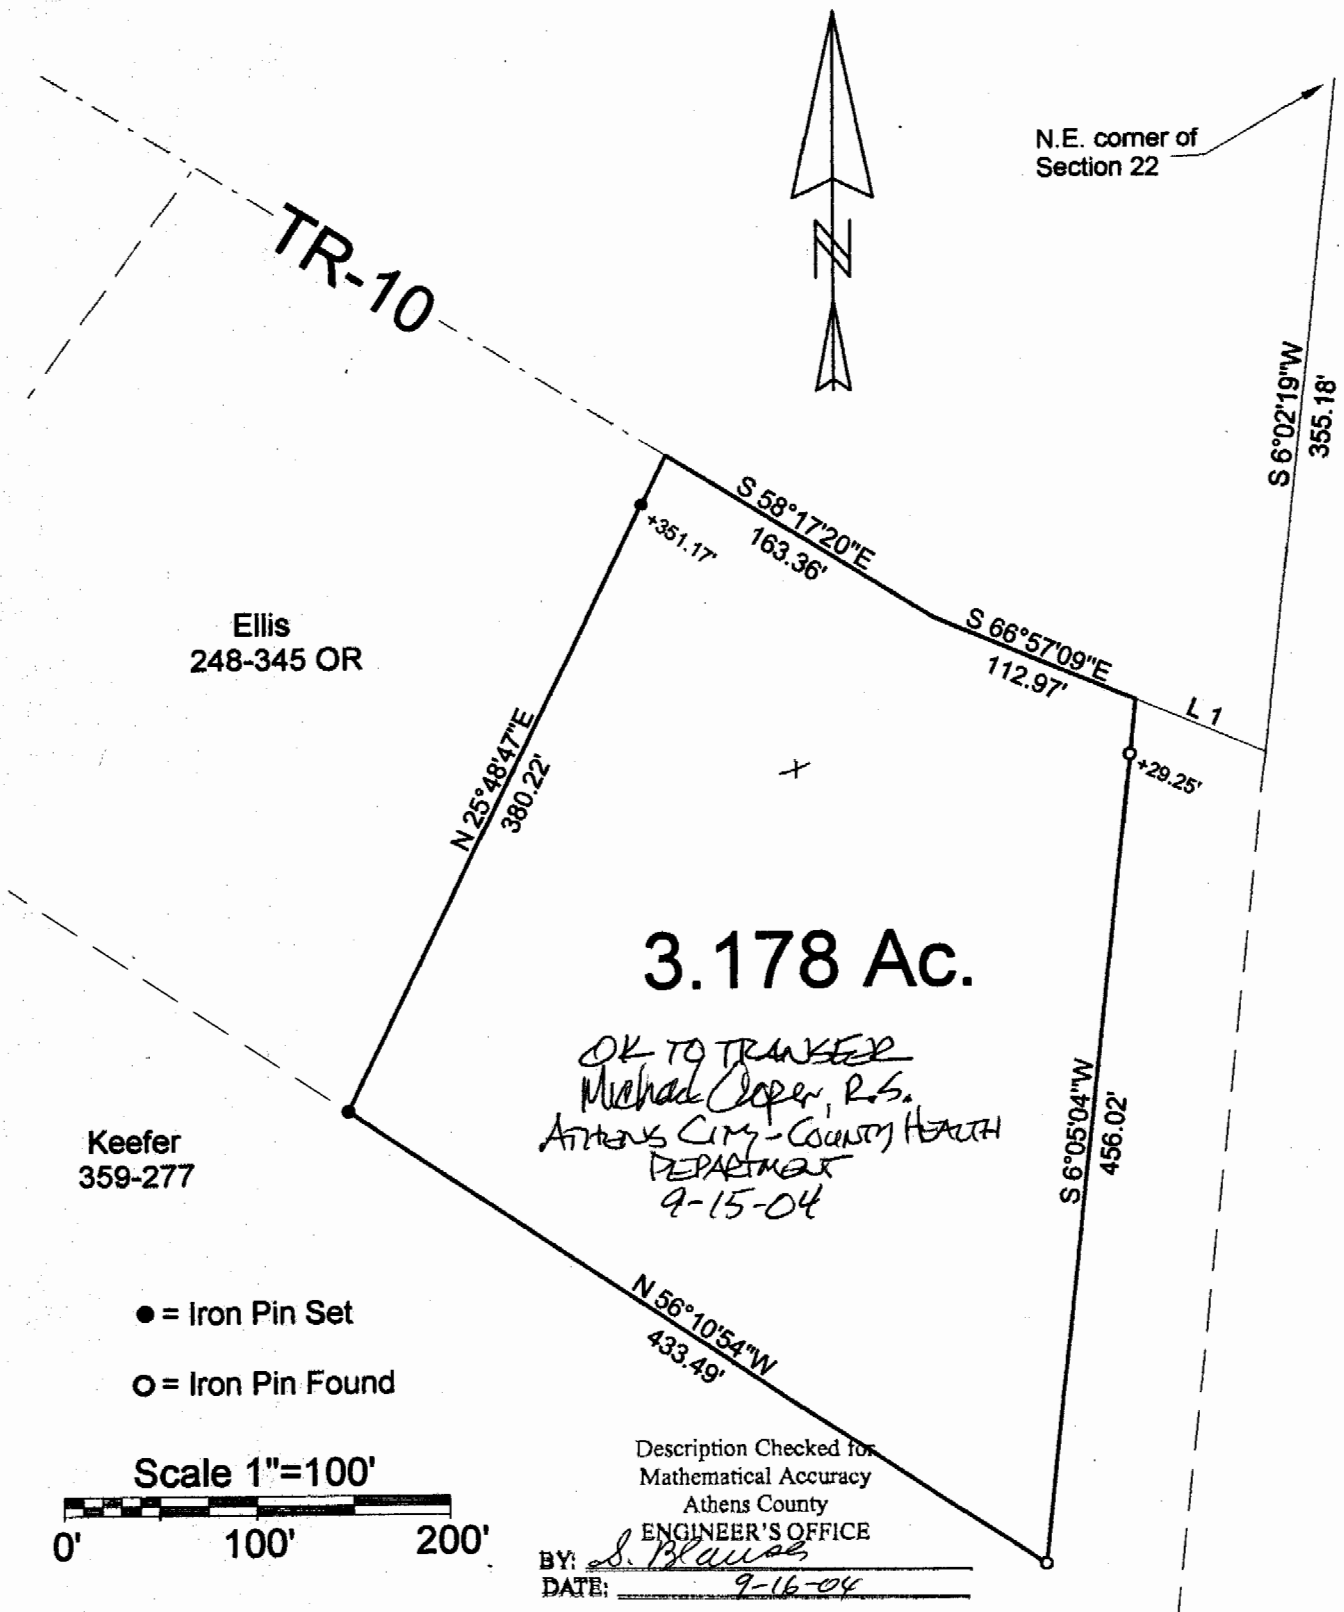 N.E. corner of
Section 22
N
TR-10
S 6°02'19"W
355.18'
S 58°17'20"E
163.36'
+351.17'
S 66°57'09"E
112.97'
L 1
+29.25'
Ellis
248-345 OR
N 25°48'47"E
380.22'
3.178 Ac.
OK TO TRANSFER
Michael Cooper, R.S.
ATHENS CITY-COUNTY HEALTH
DEPARTMENT
9-15-04
S 6°05'04"W
456.02'
Keefer
359-277
N 56°10'54"W
433.49'
● = Iron Pin Set
O = Iron Pin Found
Scale 1"=100'
0' 100' 200'
Description Checked for
Mathematical Accuracy
Athens County
ENGINEER'S OFFICE
BY: S.
DATE: 9-16-04